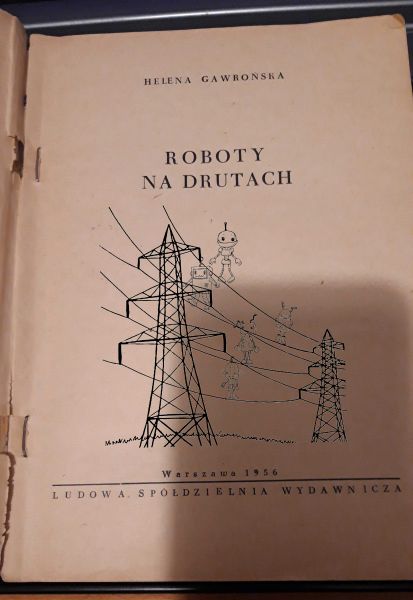 HELENA GAWROŃSKA
ROBOTY
NA DRUTACH
Warszawa 1956
LUDOWA SPÓŁDZIELNIA WYDAWNICZA